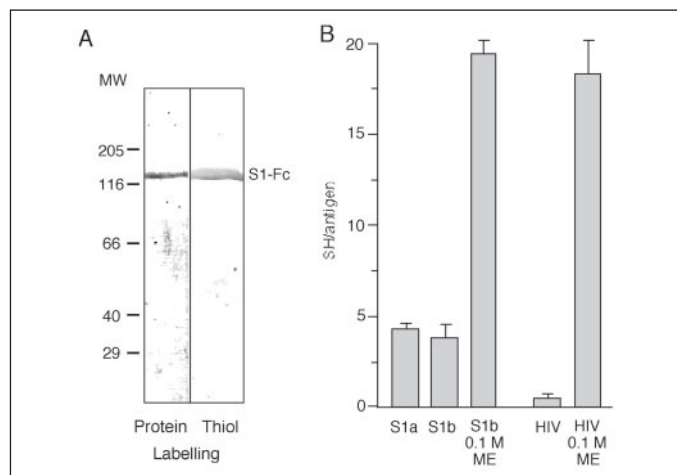 A
MW
205
116
66
40
29
S1-Fc
Protein Thiol
Labelling
B
SH/antigen
20
15
10
5
0
S1a
S1b
S1b
0.1 M
ME
HIV
HIV
0.1 M
ME